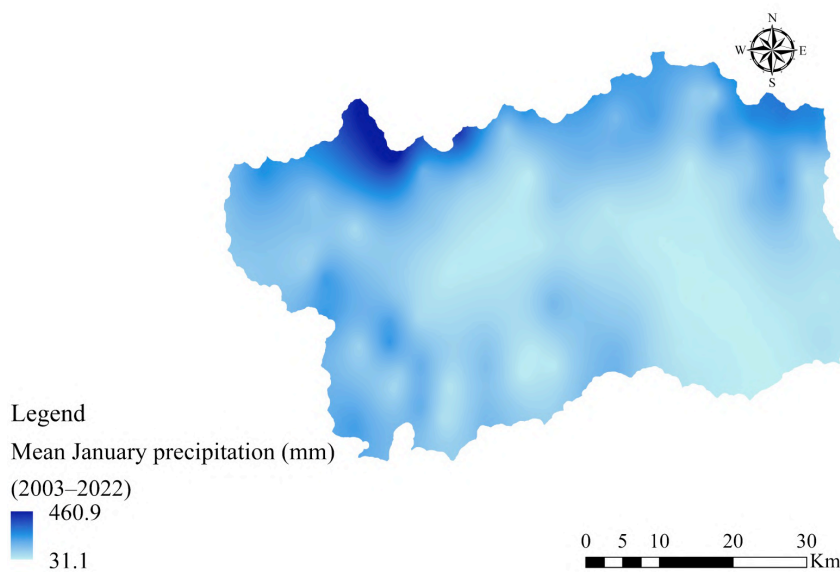 N
W E
S
Legend
Mean January precipitation (mm)
(2003–2022)
460.9
31.1
0 5 10 20 30
Km